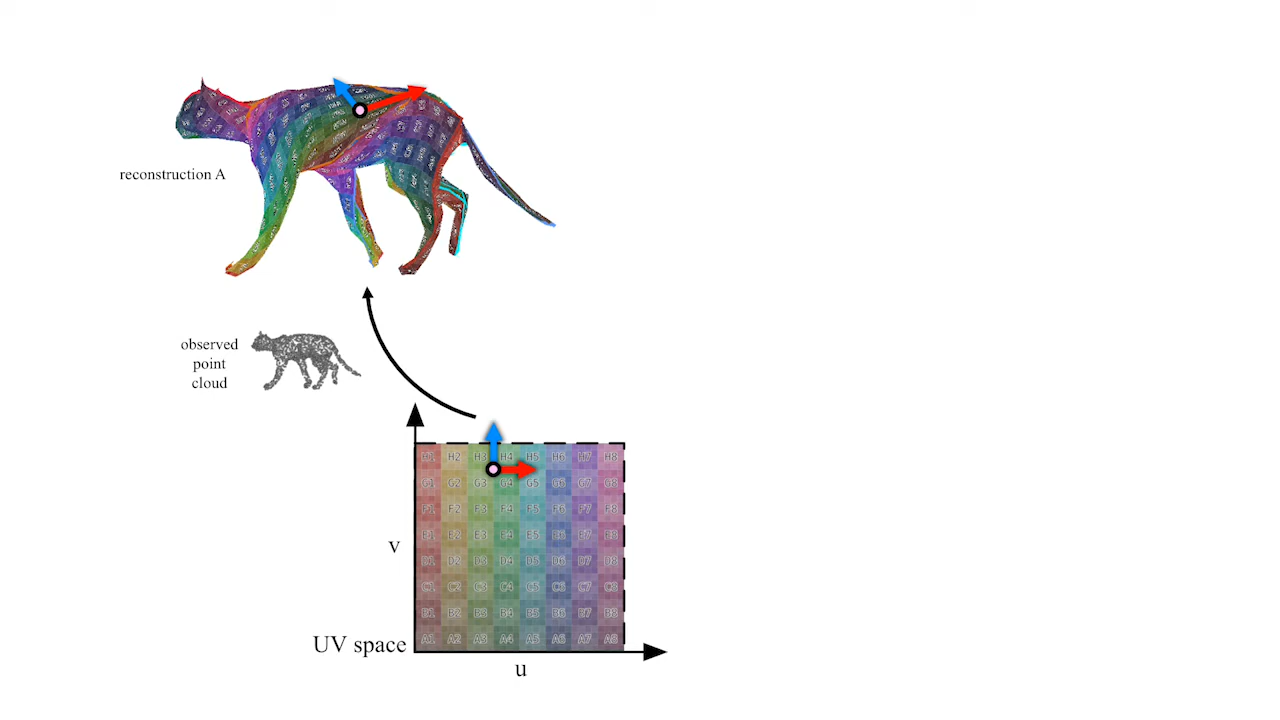 reconstruction A
observed
point
cloud
H1 H2 H3 H4 H5 H6 H7 H8
G1 G2 G3 G4 G5 G6 G7 G8
F1 F2 F3 F4 F5 F6 F7 F8
E1 E2 E3 E4 E5 E6 E7 E8
v
D1 D2 D3 D4 D5 D6 D7 D8
C1 C2 C3 C4 C5 C6 C7 C8
B1 B2 B3 B4 B5 B6 B7 B8
UV space
A1 A2 A3 A4 A5 A6 A7 A8
u